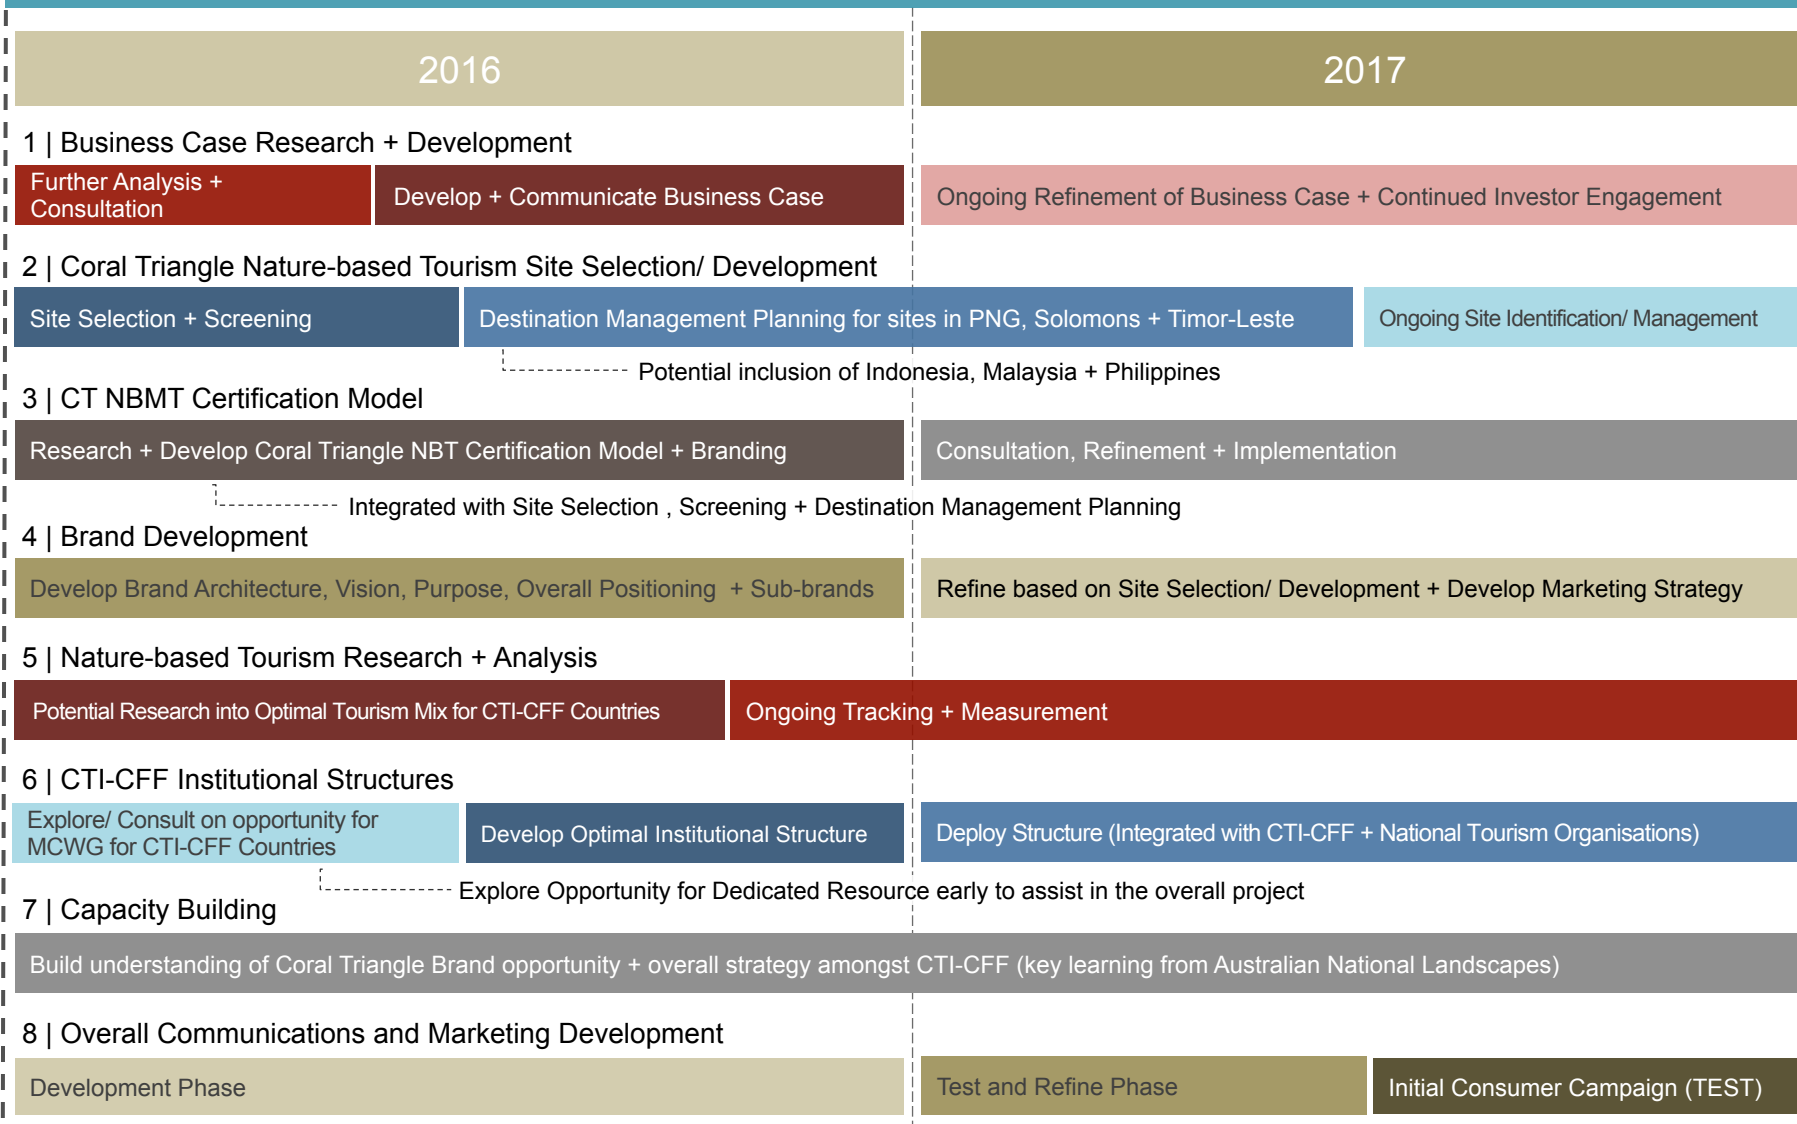 2016
2017
1 | Business Case Research + Development
Further Analysis +
Consultation
Develop + Communicate Business Case
Ongoing Refinement of Business Case + Continued Investor Engagement
2 | Coral Triangle Nature-based Tourism Site Selection/ Development
Site Selection + Screening
Destination Management Planning for sites in PNG, Solomons + Timor-Leste
Ongoing Site Identification/ Management
Potential inclusion of Indonesia, Malaysia + Philippines
3 | CT NBMT Certification Model
Research + Develop Coral Triangle NBT Certification Model + Branding
Consultation, Refinement + Implementation
Integrated with Site Selection , Screening + Destination Management Planning
4 | Brand Development
Develop Brand Architecture, Vision, Purpose, Overall Positioning + Sub-brands
Refine based on Site Selection/ Development + Develop Marketing Strategy
5 | Nature-based Tourism Research + Analysis
Potential Research into Optimal Tourism Mix for CTI-CFF Countries
Ongoing Tracking + Measurement
6 | CTI-CFF Institutional Structures
Explore/ Consult on opportunity for
MCWG for CTI-CFF Countries
Develop Optimal Institutional Structure
Deploy Structure (Integrated with CTI-CFF + National Tourism Organisations)
Explore Opportunity for Dedicated Resource early to assist in the overall project
7 | Capacity Building
Build understanding of Coral Triangle Brand opportunity + overall strategy amongst CTI-CFF (key learning from Australian National Landscapes)
8 | Overall Communications and Marketing Development
Development Phase
Test and Refine Phase
Initial Consumer Campaign (TEST)